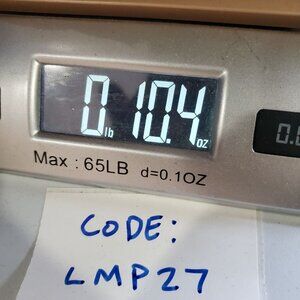 0 lb 10.4 oz
Max : 65LB d=0.1OZ
CODE:
LMP27